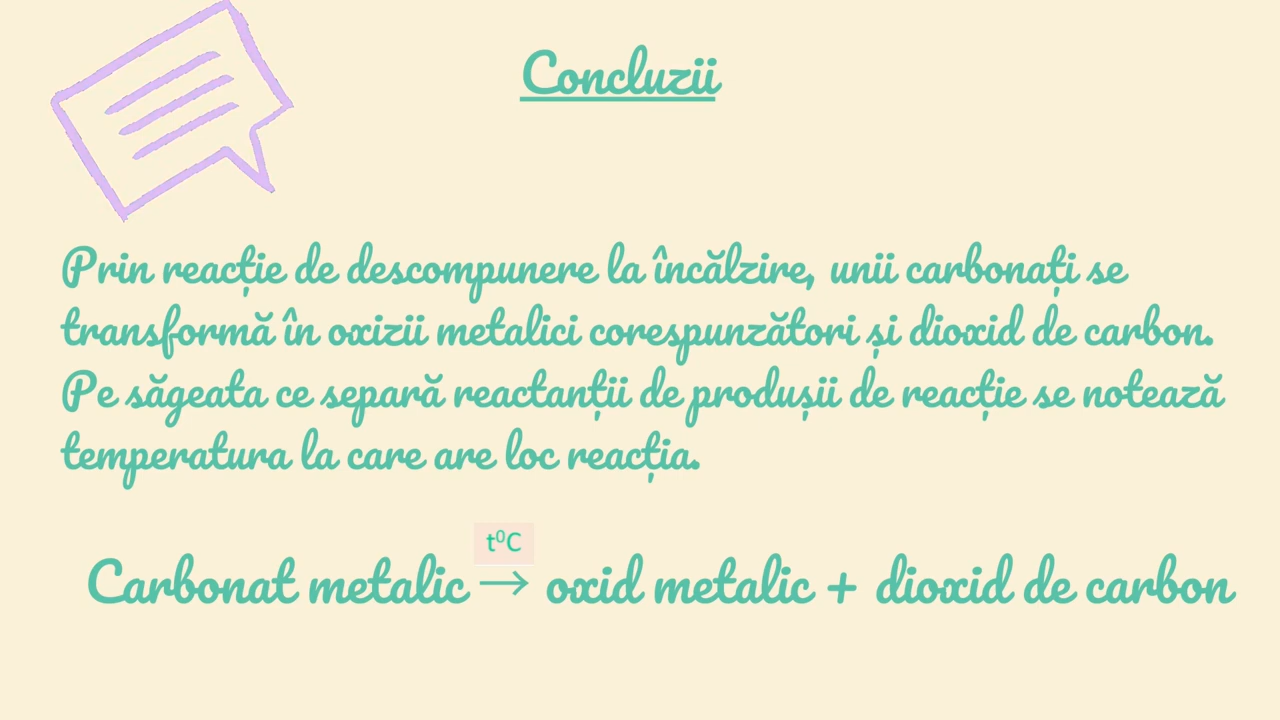 Concluzii
Prin reacție de descompunere la încălzire, unii carbonați se
transformă în oxizii metalici corespunzători și dioxid de carbon.
Pe săgeata ce separă reactanții de produșii de reacție se notează
temperatura la care are loc reacția.
t⁰C
Carbonat metalic → oxid metalic + dioxid de carbon